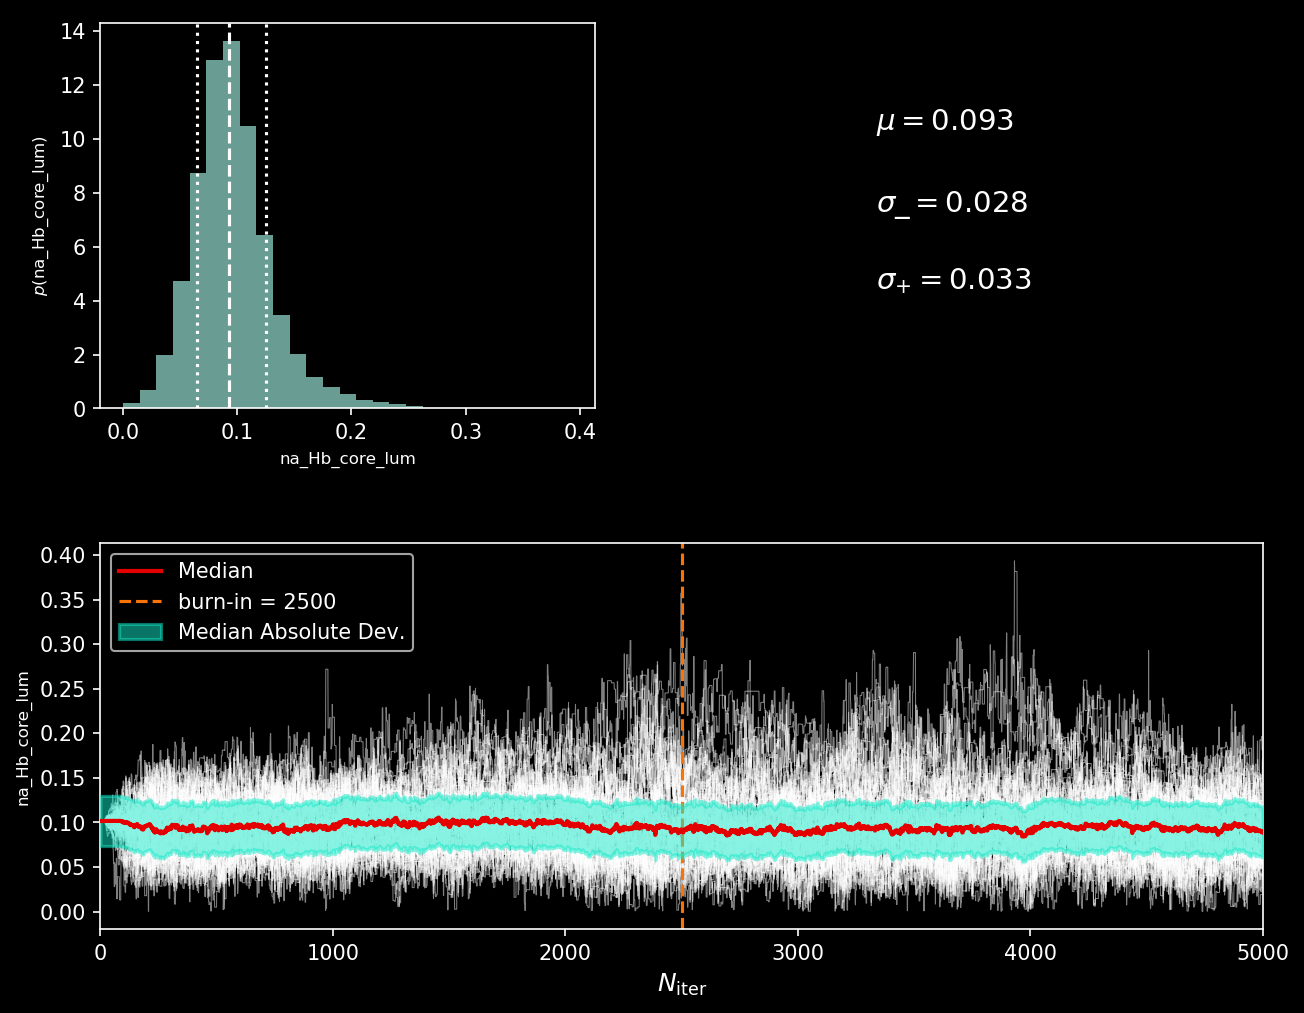 14
12
10
8
6
4
2
0
p(na_Hb_core_lum)
0.0 0.1 0.2 0.3 0.4
na_Hb_core_lum
μ = 0.093
σ₋ = 0.028
σ₊ = 0.033
0.40
0.35
0.30
0.25
0.20
0.15
0.10
0.05
0.00
na_Hb_core_lum
Median
burn-in = 2500
Median Absolute Dev.
0 1000 2000 3000 4000 5000
N_iter